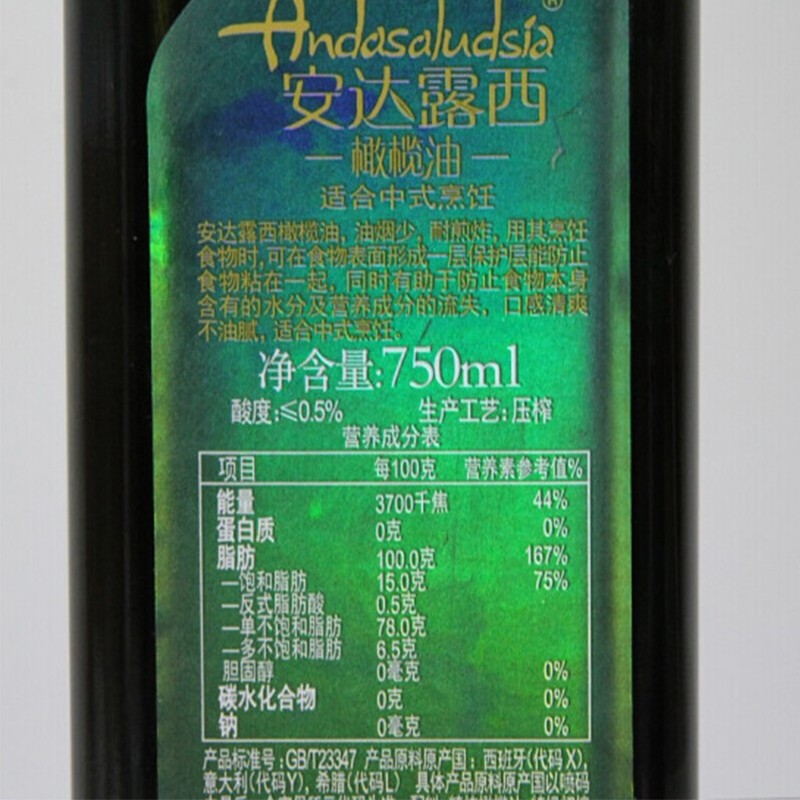 Andasaludsia®
安达露西
—橄榄油—
适合中式烹饪
安达露西橄榄油，油烟少，耐煎炸，用其烹饪
食物时,可在食物表面形成一层保护层能防止
食物粘在一起，同时有助于防止食物本身
含有的水分及营养成分的流失，口感清爽
不油腻，适合中式烹饪。
净含量:750ml
酸度:≤0.5% 生产工艺:压榨
营养成分表
项目 每100克 营养素参考值%
能量 3700千焦 44%
蛋白质 0克 0%
脂肪 100.0克 167%
—饱和脂肪 15.0克 75%
—反式脂肪酸 0.5克
—单不饱和脂肪 78.0克
—多不饱和脂肪 6.5克
胆固醇 0毫克 0%
碳水化合物 0克 0%
钠 0毫克 0%
产品标准号:GB/T23347 产品原料原产国：西班牙(代码X),
意大利(代码Y), 希腊(代码L) 具体产品原料原产国以喷码